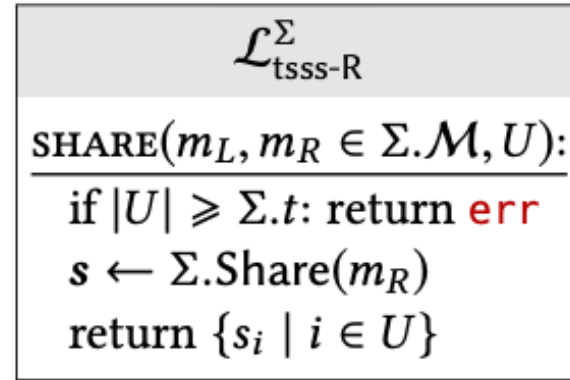 𝓛^Σ_tsss-R
SHARE(m_L, m_R ∈ Σ.𝓜, U):
if |U| ⩾ Σ.t: return err
s ← Σ.Share(m_R)
return {s_i | i ∈ U}